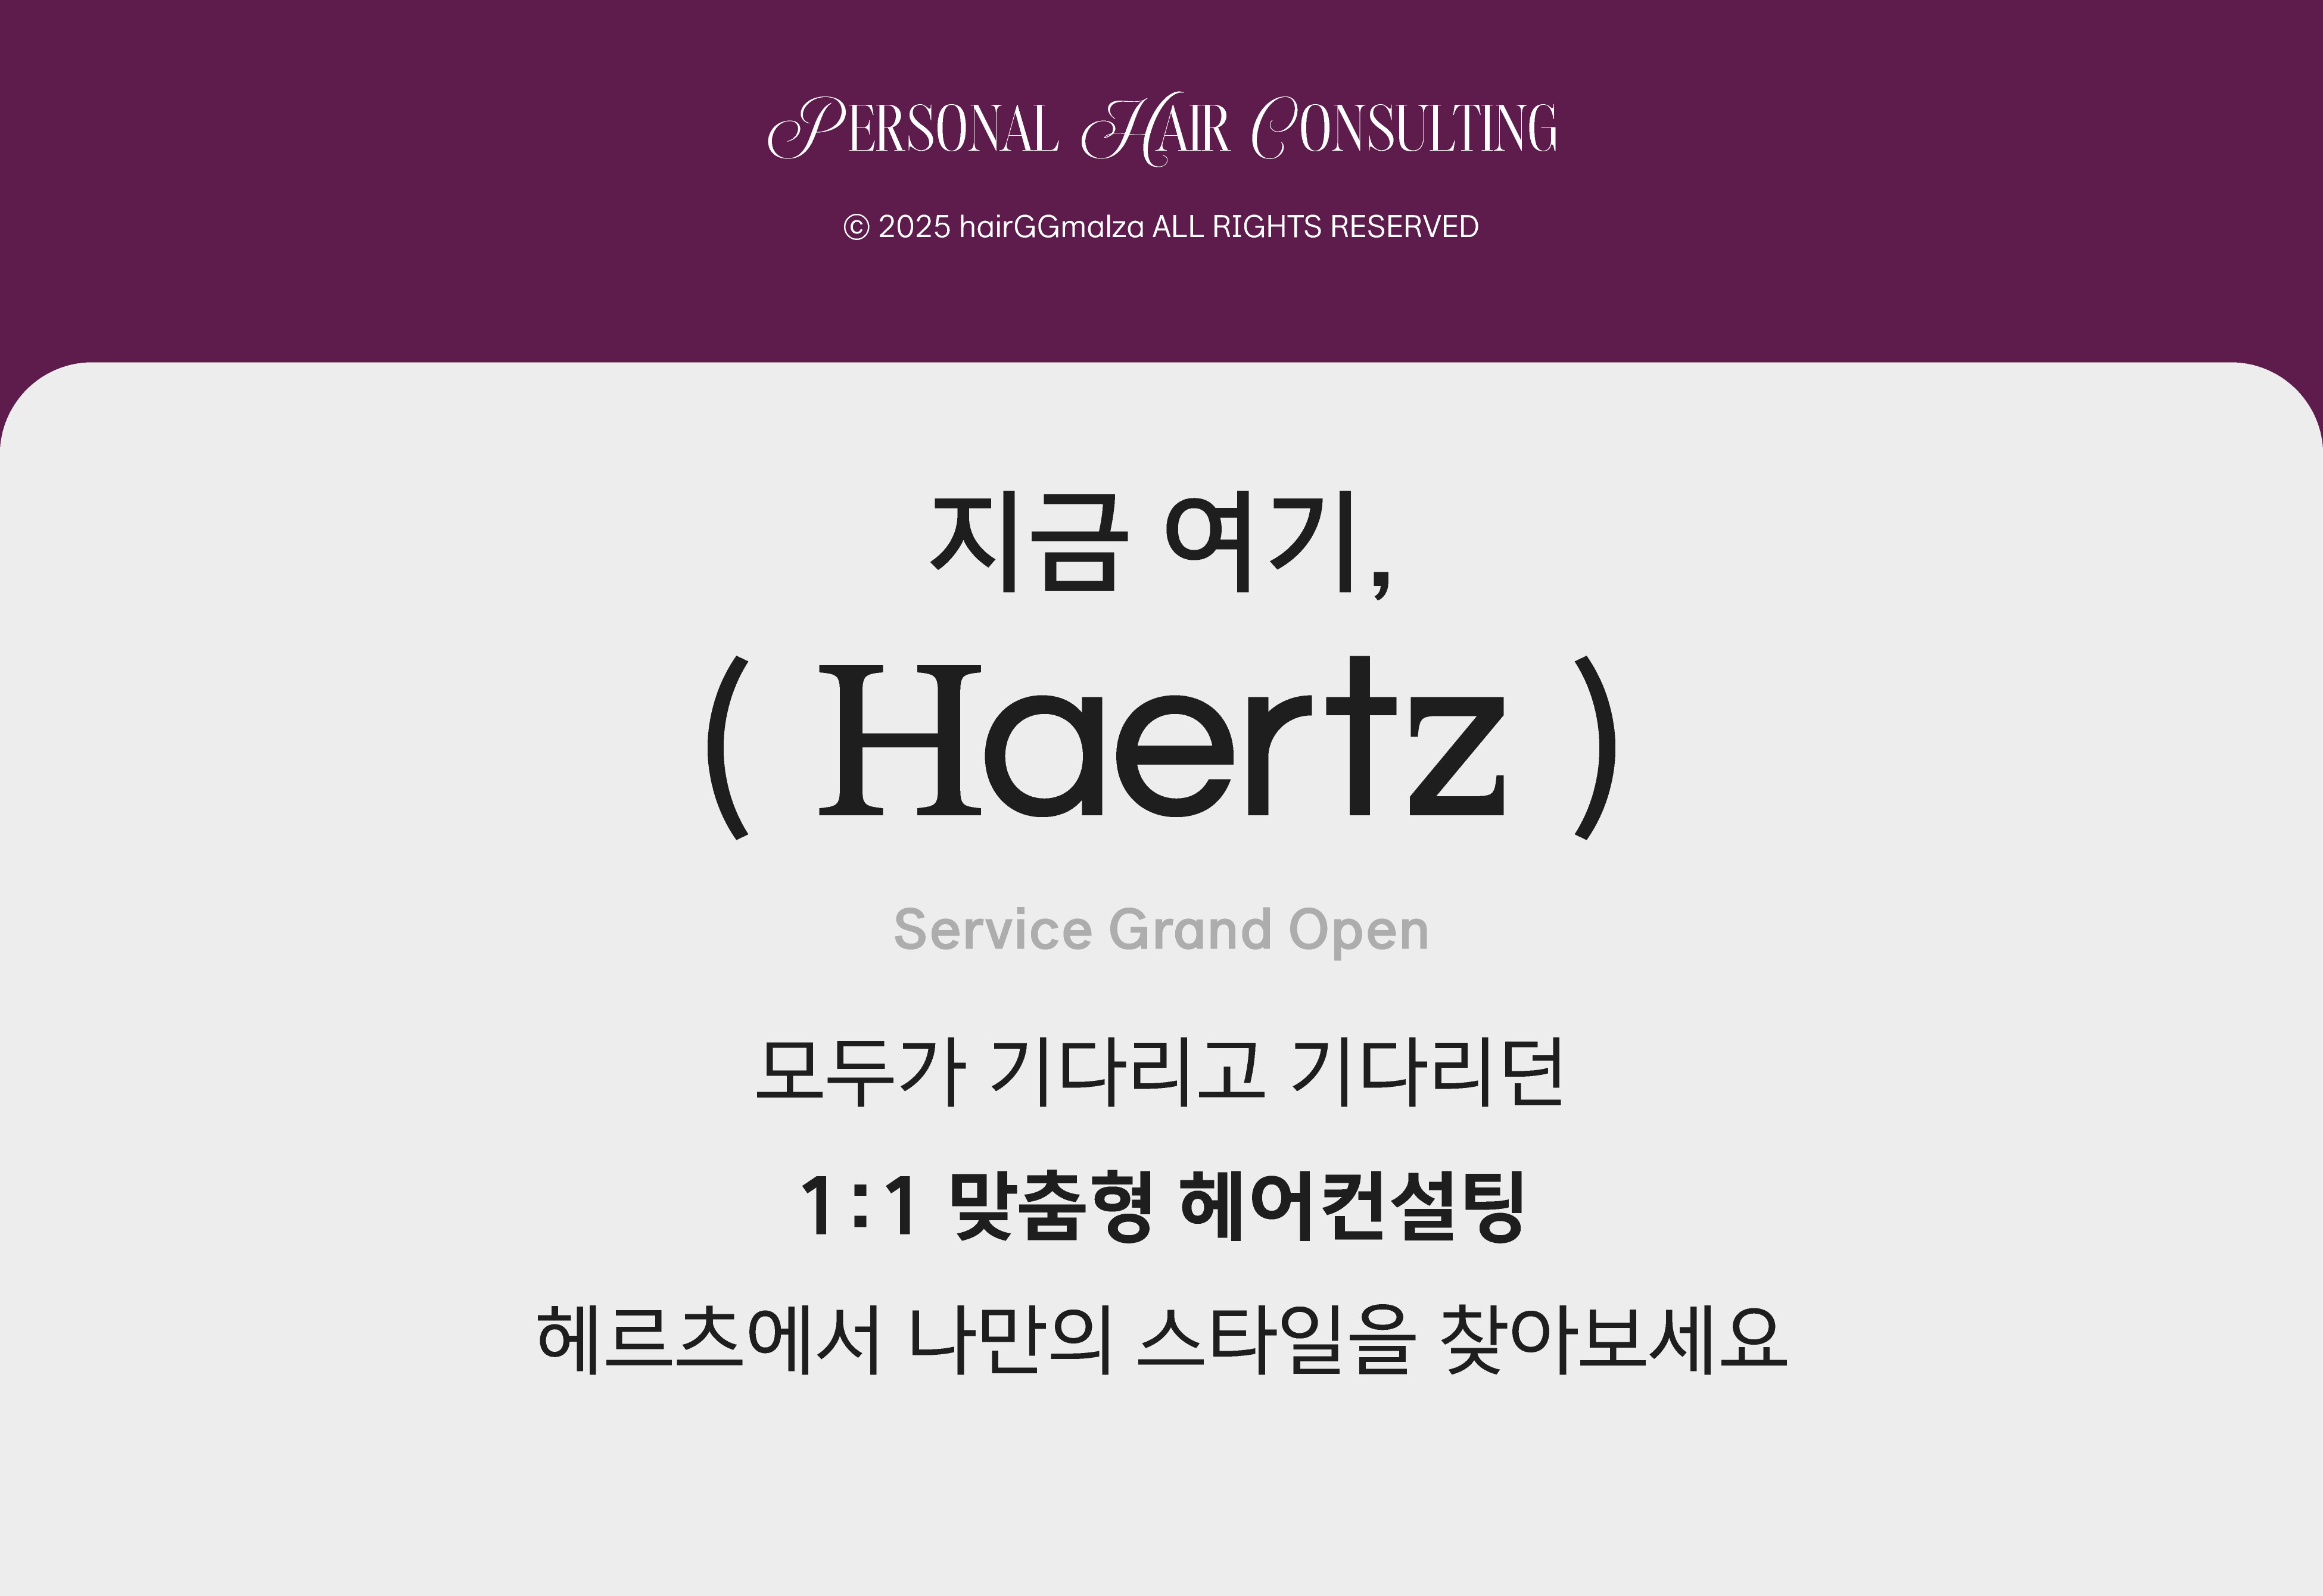 PERSONAL HAIR CONSULTING
© 2025 hairGGmalza ALL RIGHTS RESERVED
지금 여기,
( Haertz )
Service Grand Open
모두가 기다리고 기다리던
1:1 맞춤형 헤어컨설팅
헤르츠에서 나만의 스타일을 찾아보세요